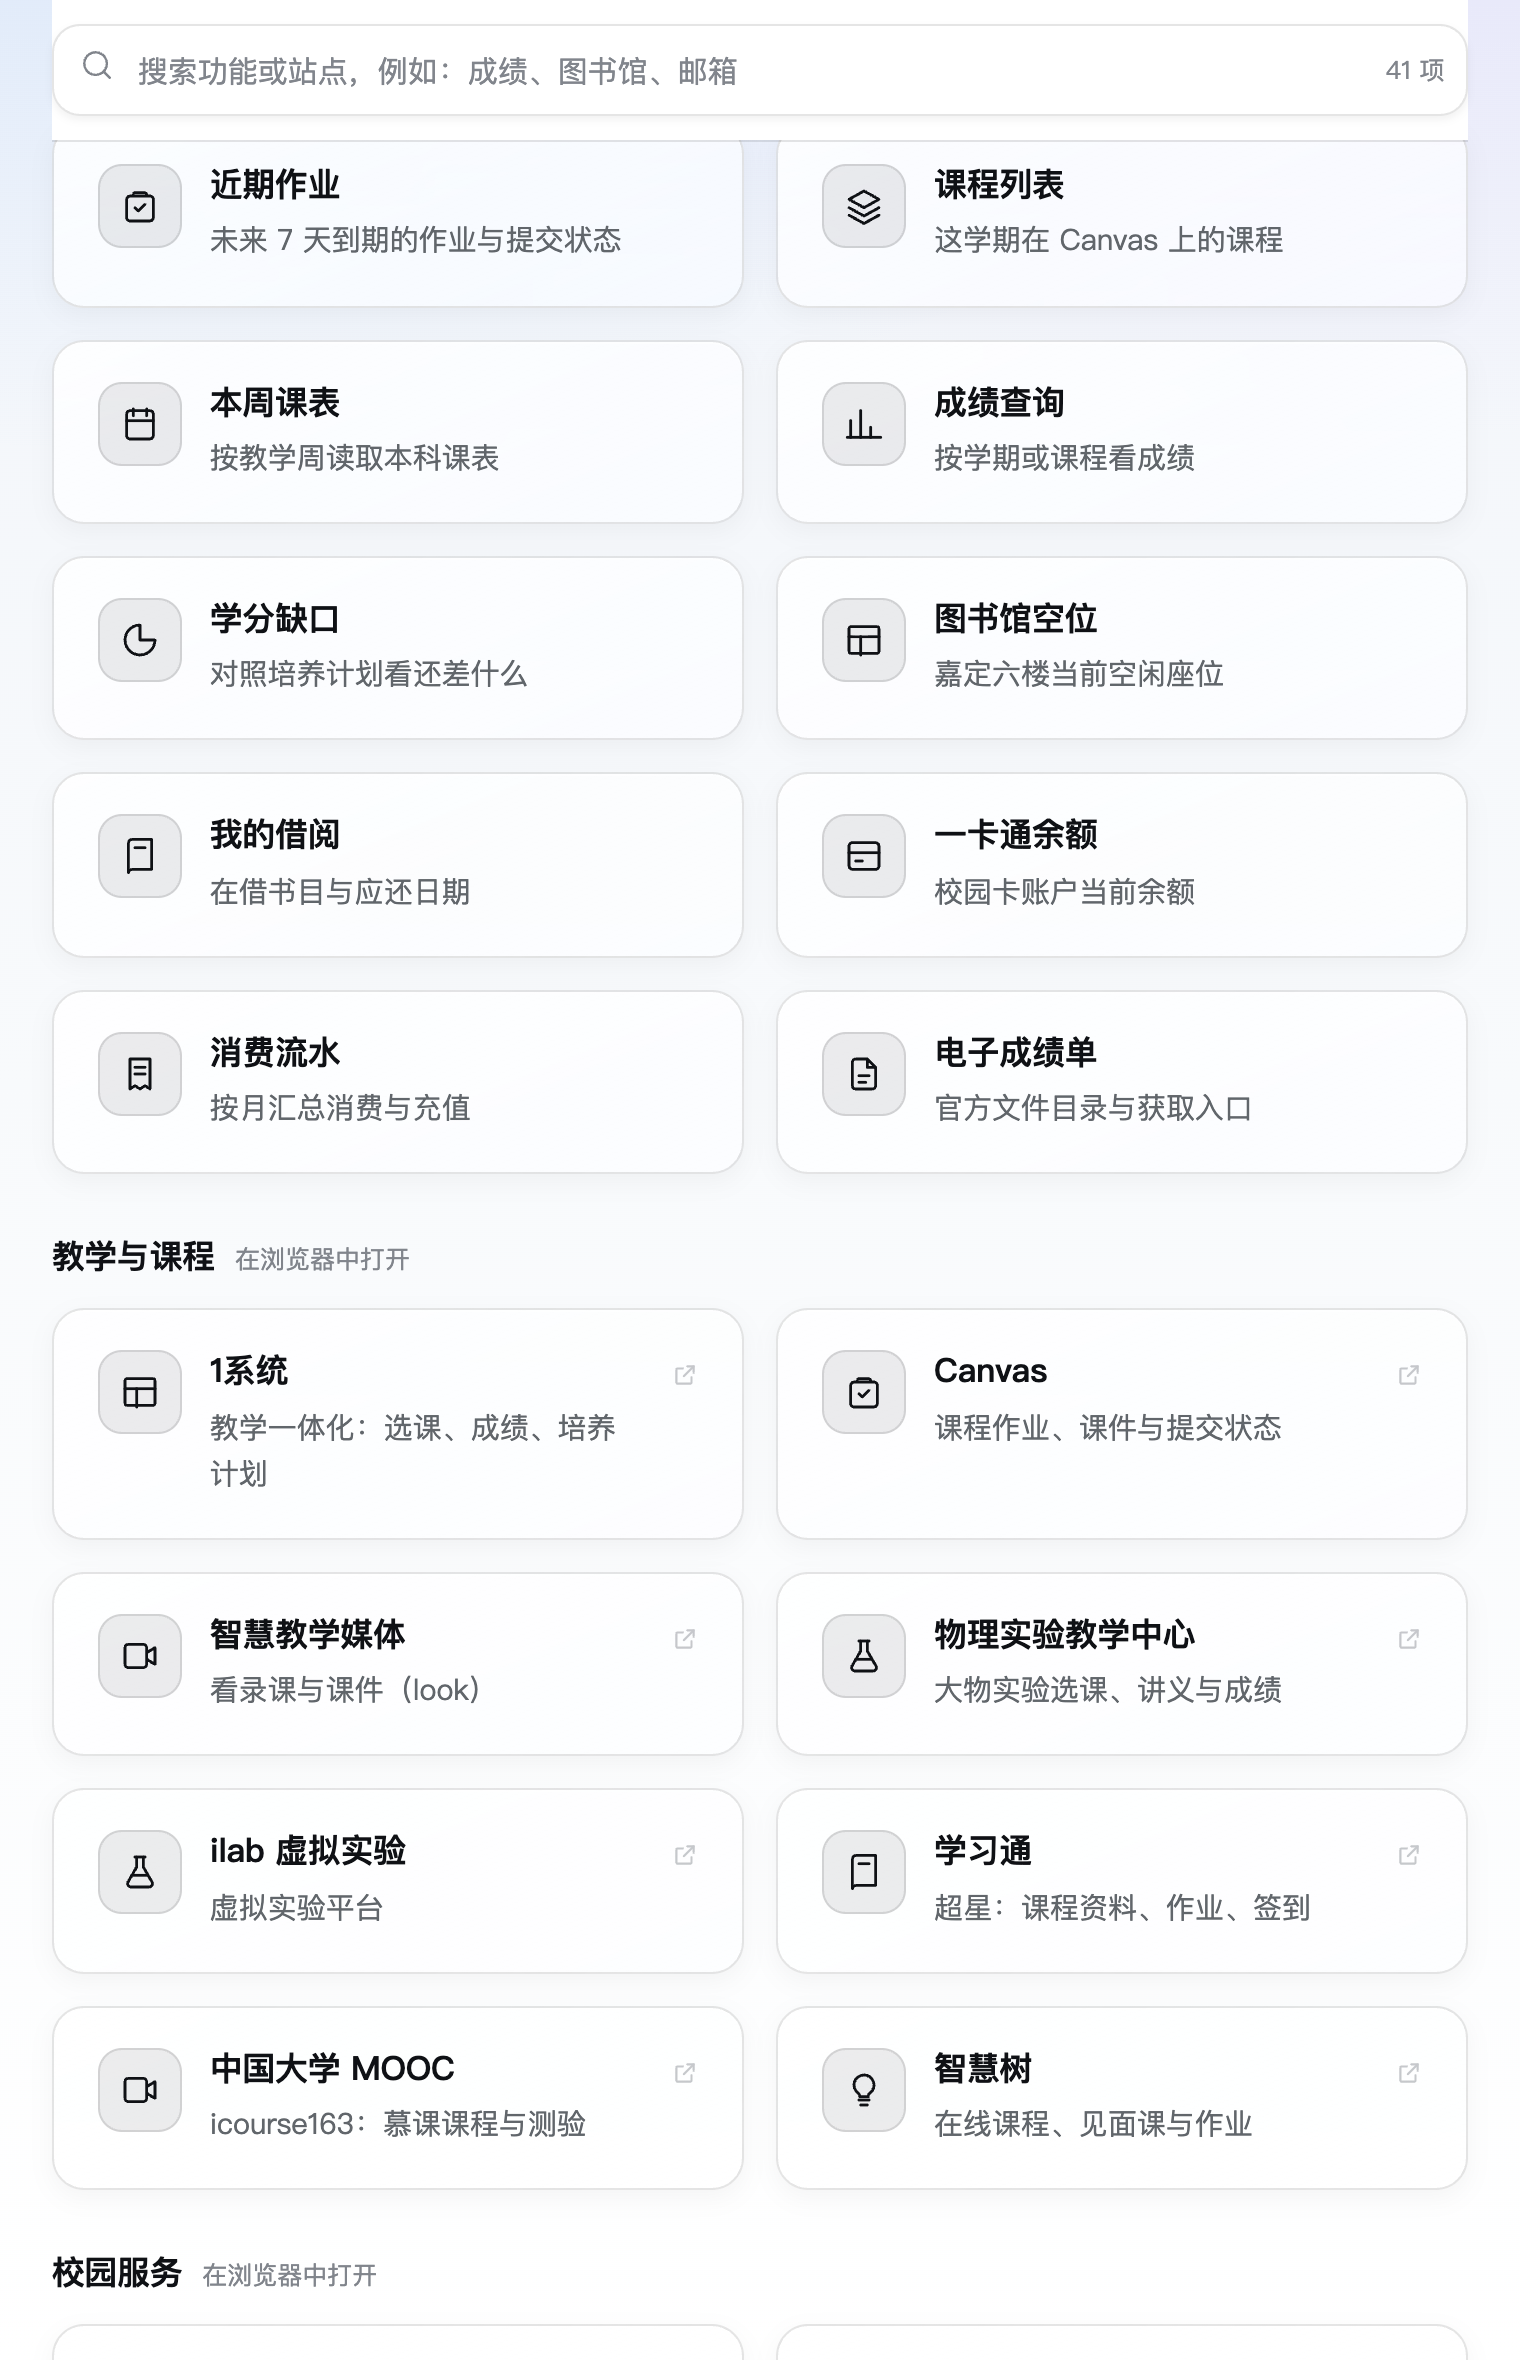 搜索功能或站点，例如：成绩、图书馆、邮箱
41 项
近期作业
未来 7 天到期的作业与提交状态
课程列表
这学期在 Canvas 上的课程
本周课表
按教学周读取本科课表
成绩查询
按学期或课程看成绩
学分缺口
对照培养计划看还差什么
图书馆空位
嘉定六楼当前空闲座位
我的借阅
在借书目与应还日期
一卡通余额
校园卡账户当前余额
消费流水
按月汇总消费与充值
电子成绩单
官方文件目录与获取入口
教学与课程 在浏览器中打开
1系统
教学一体化：选课、成绩、培养
计划
Canvas
课程作业、课件与提交状态
智慧教学媒体
看录课与课件（look）
物理实验教学中心
大物实验选课、讲义与成绩
ilab 虚拟实验
虚拟实验平台
学习通
超星：课程资料、作业、签到
中国大学 MOOC
icourse163：慕课课程与测验
智慧树
在线课程、见面课与作业
校园服务 在浏览器中打开